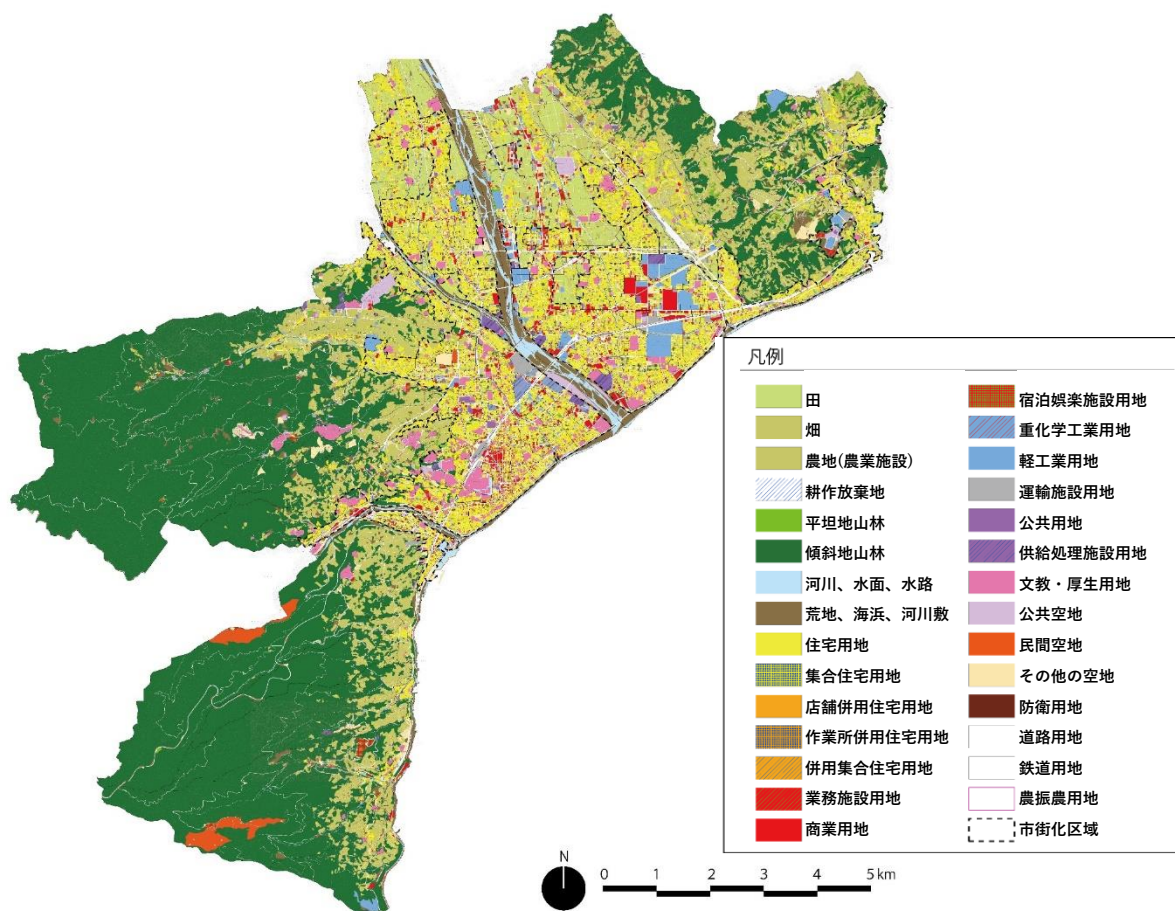 凡例
田
畑
農地(農業施設)
耕作放棄地
平坦地山林
傾斜地山林
河川、水面、水路
荒地、海浜、河川敷
住宅用地
集合住宅用地
店舗併用住宅用地
作業所併用住宅用地
併用集合住宅用地
業務施設用地
商業用地
宿泊娯楽施設用地
重化学工業用地
軽工業用地
運輸施設用地
公共用地
供給処理施設用地
文教・厚生用地
公共空地
民間空地
その他の空地
防衛用地
道路用地
鉄道用地
農振農用地
市街化区域
N
0 1 2 3 4 5km